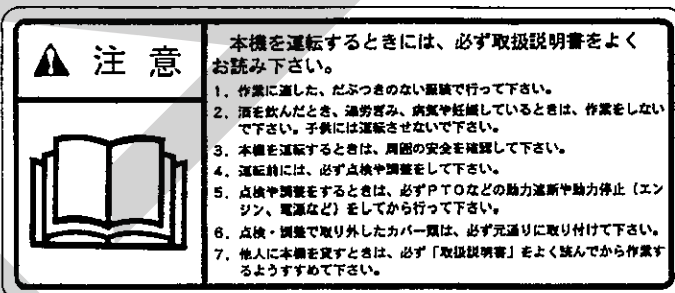 注 意
本機を運転するときには、必ず取扱説明書をよく
お読み下さい。
1．作業に適した、だぶつきのない服装で行って下さい。
2．酒を飲んだとき、過労ぎみ、病気や妊娠しているときは、作業をしない
で下さい。子供には運転させないで下さい。
3．本機を運転するときは、周囲の安全を確認して下さい。
4．運転前には、必ず点検や調整をして下さい。
5．点検や調整をするときは、必ずPTOなどの動力遮断や動力停止（エン
ジン、電源など）をしてから行って下さい。
6．点検・調整で取り外したカバー類は、必ず元通りに取り付けて下さい。
7．他人に本機を貸すときは、必ず「取扱説明書」をよく読んでから作業す
るようすすめて下さい。